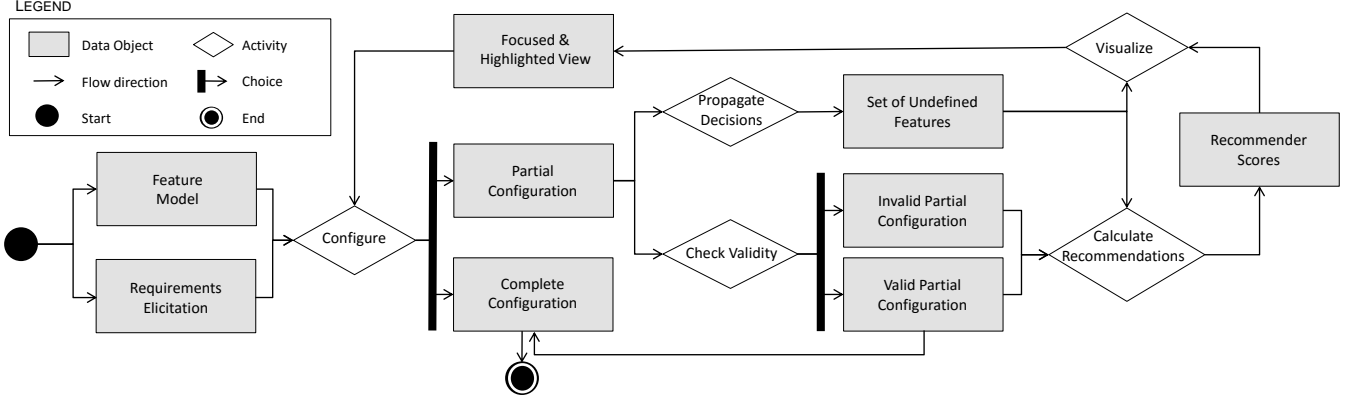 LEGEND
Data Object
Activity
Flow direction
Choice
Start
End
Focused &
Highlighted View
Visualize
Propagate
Decisions
Set of Undefined
Features
Recommender
Scores
Feature
Model
Partial
Configuration
Invalid Partial
Configuration
Configure
Check Validity
Calculate
Recommendations
Requirements
Elicitation
Complete
Configuration
Valid Partial
Configuration